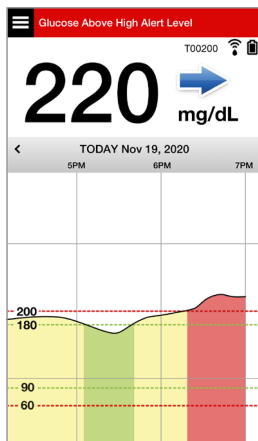 Glucose Above High Alert Level
T00200
220
mg/dL
<
TODAY Nov 19, 2020
5PM 6PM 7PM
200
180
90
60